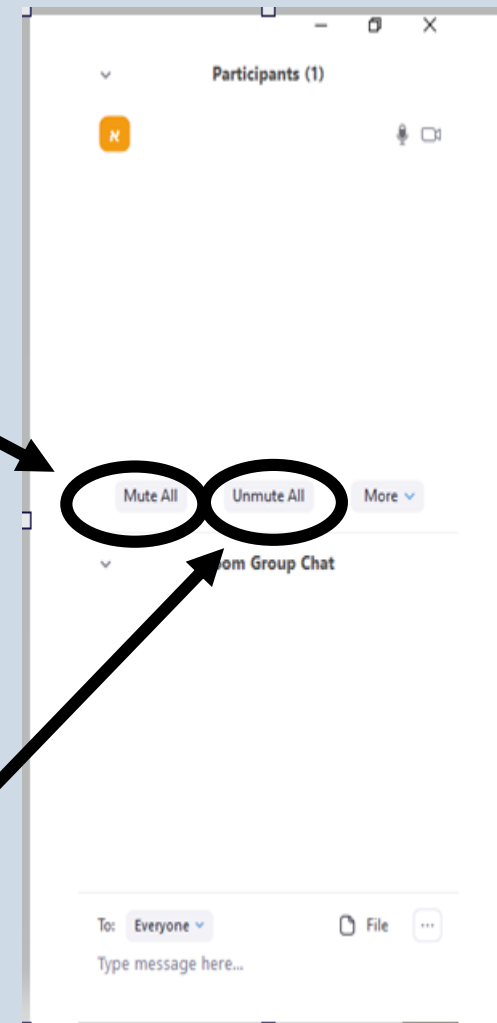 Participants (1)
א
Mute All Unmute All More
oom Group Chat
To: Everyone File ...
Type message here...